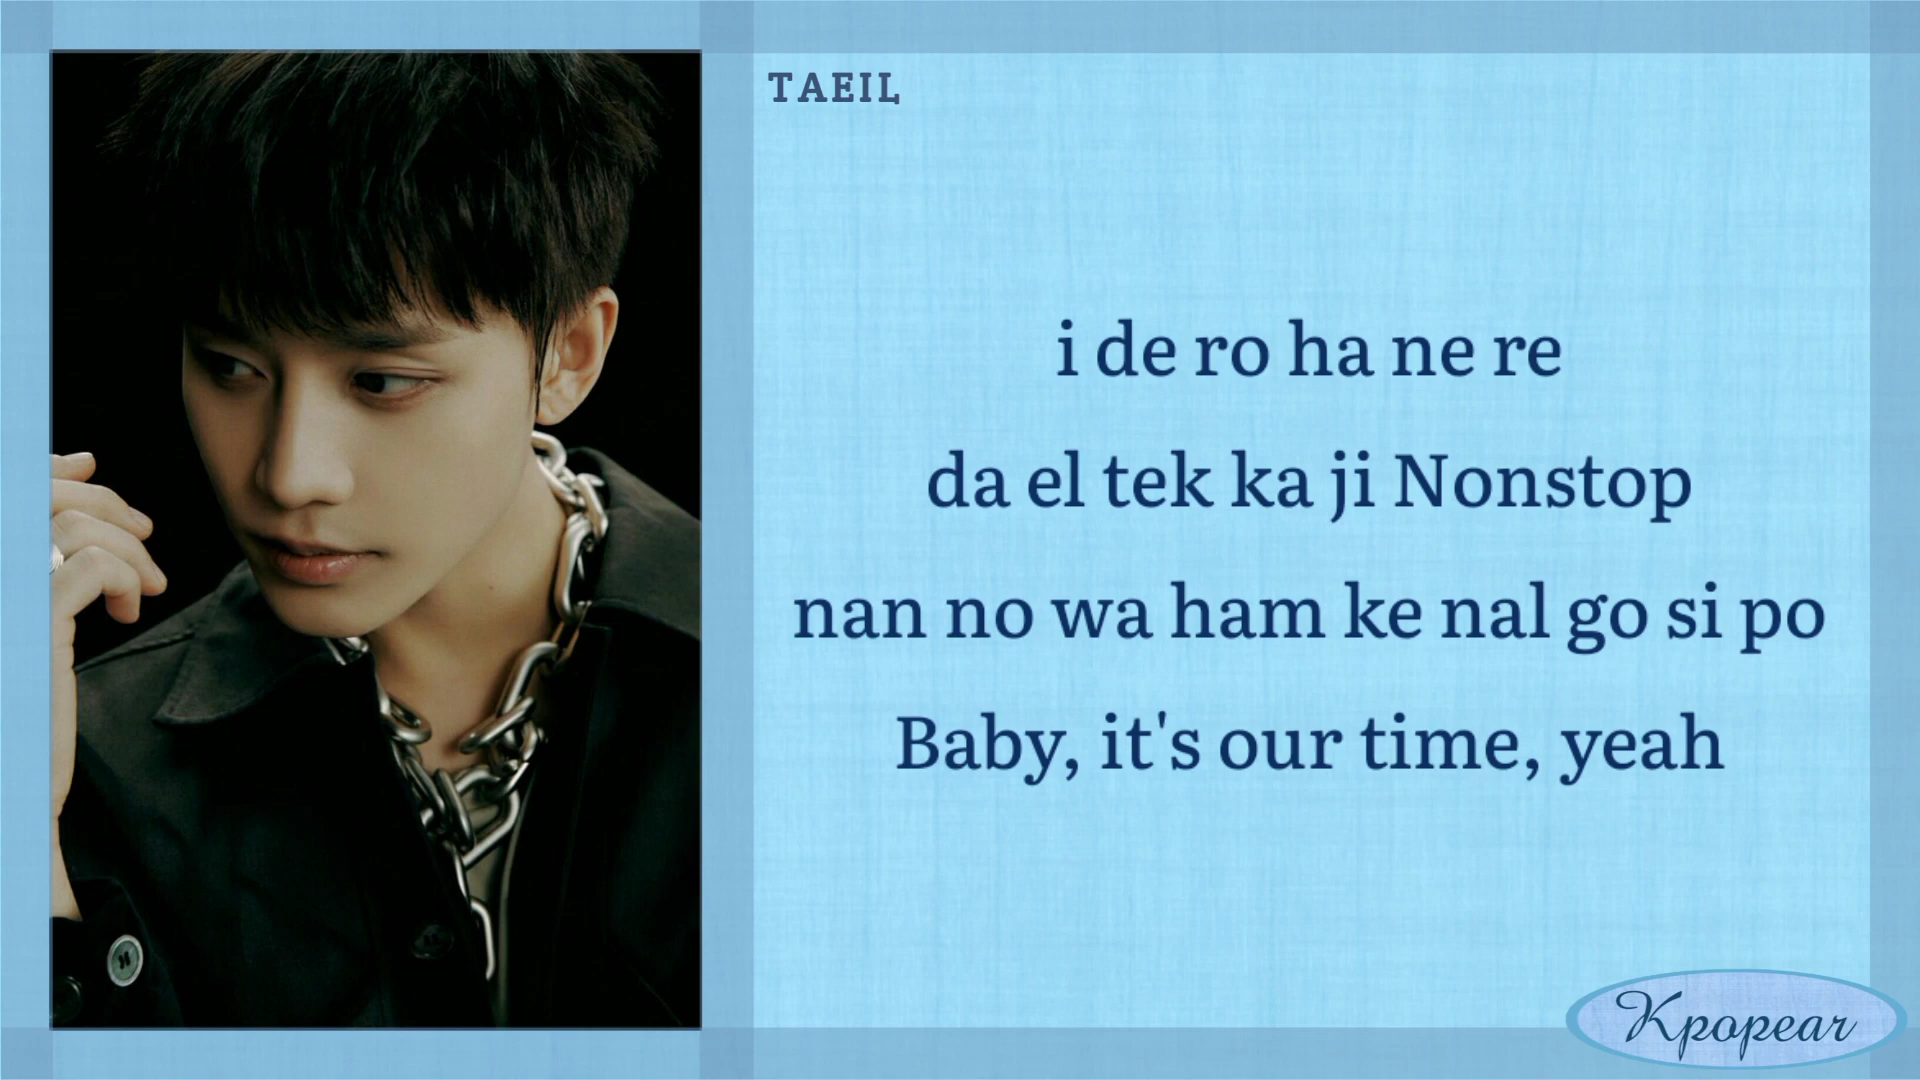 TAEIL
i de ro ha ne re
da el tek ka ji Nonstop
nan no wa ham ke nal go si po
Baby, it's our time, yeah
Kpopear